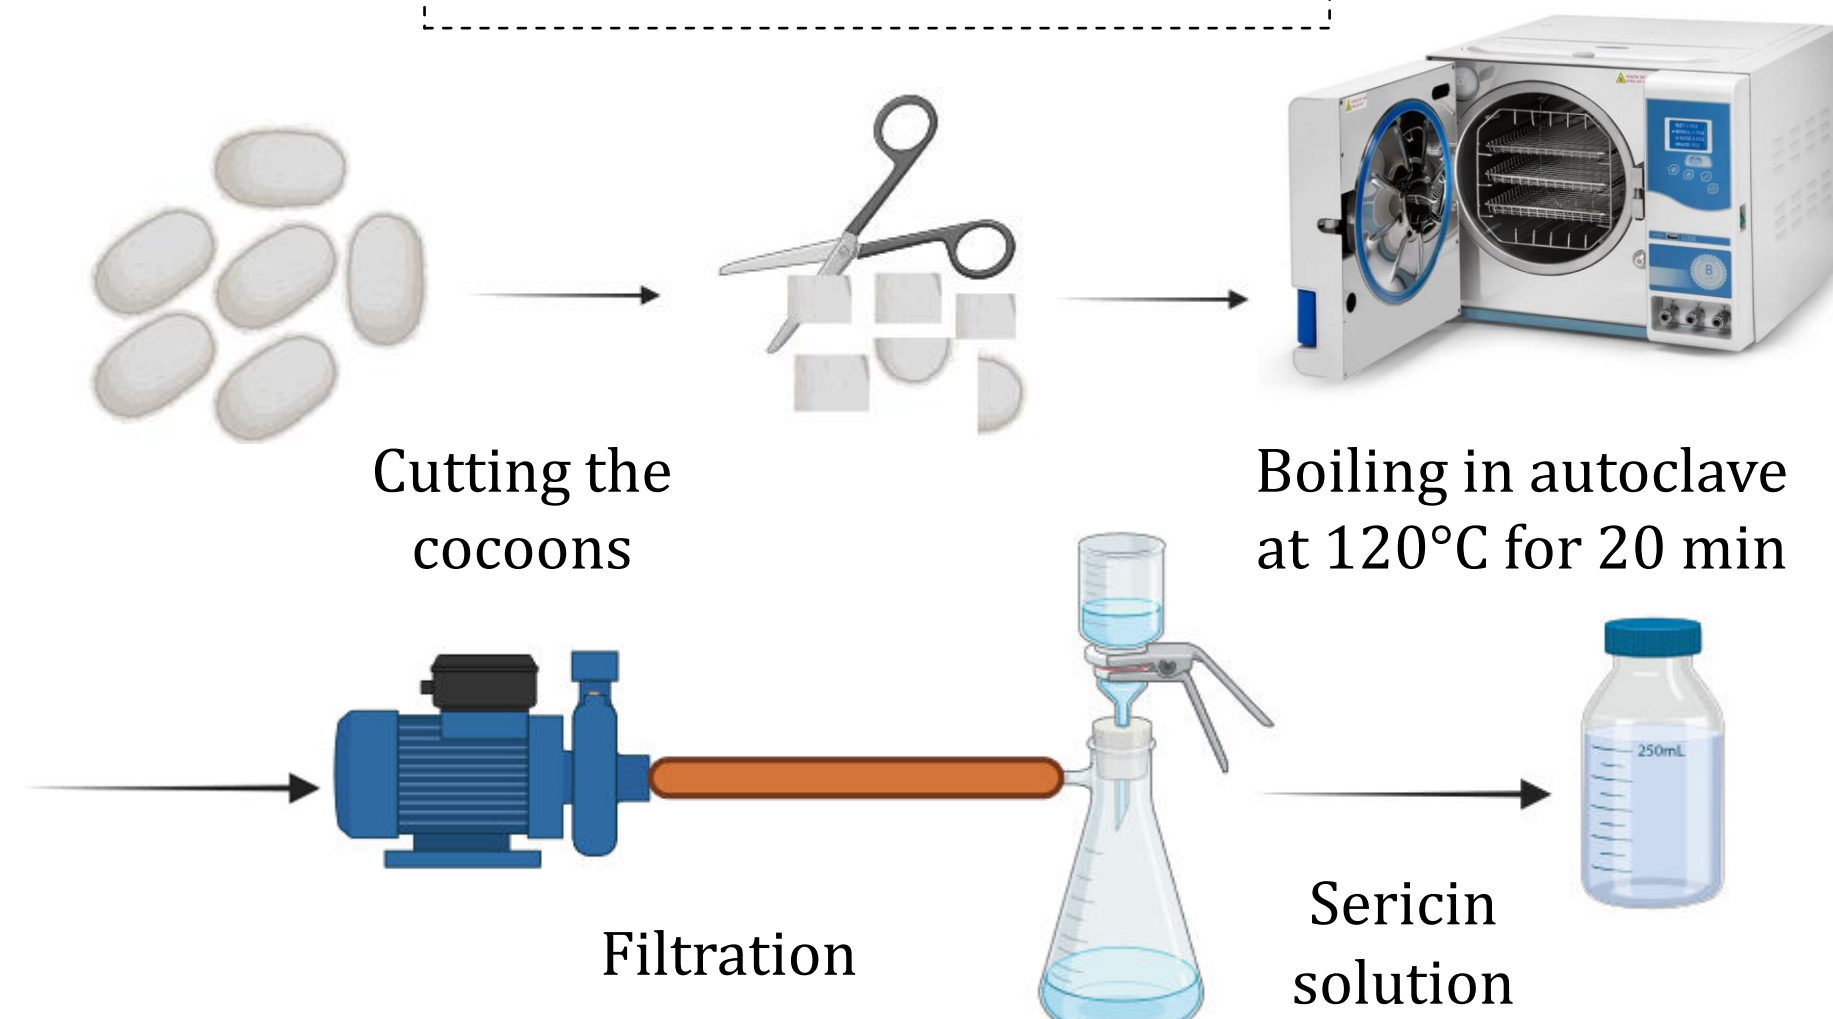 Cutting the
cocoons
Boiling in autoclave
at 120°C for 20 min
B
250mL
Filtration
Sericin
solution